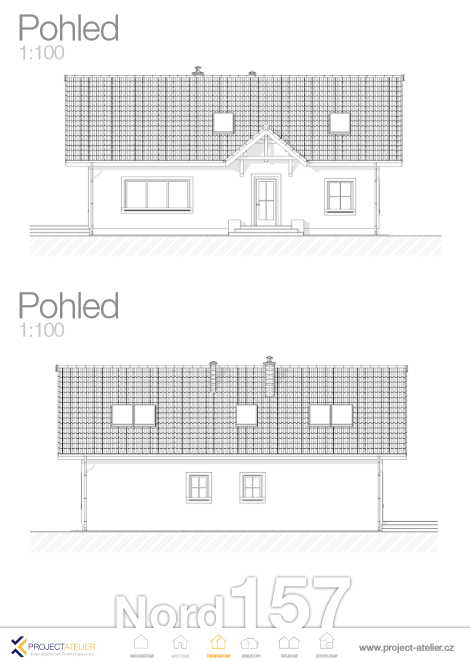 Pohled
1:100
Pohled
1:100
Nord 157
PROJECTATELIER
www.project-atelier.cz